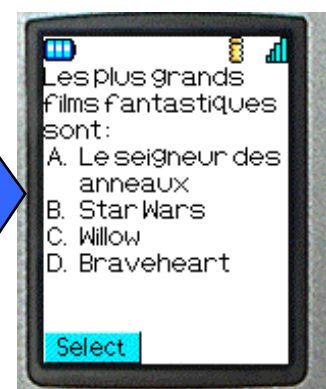 Les plus grands
films fantastiques
sont:
A. Le seigneur des
anneaux
B. Star Wars
C. Willow
D. Braveheart
Select